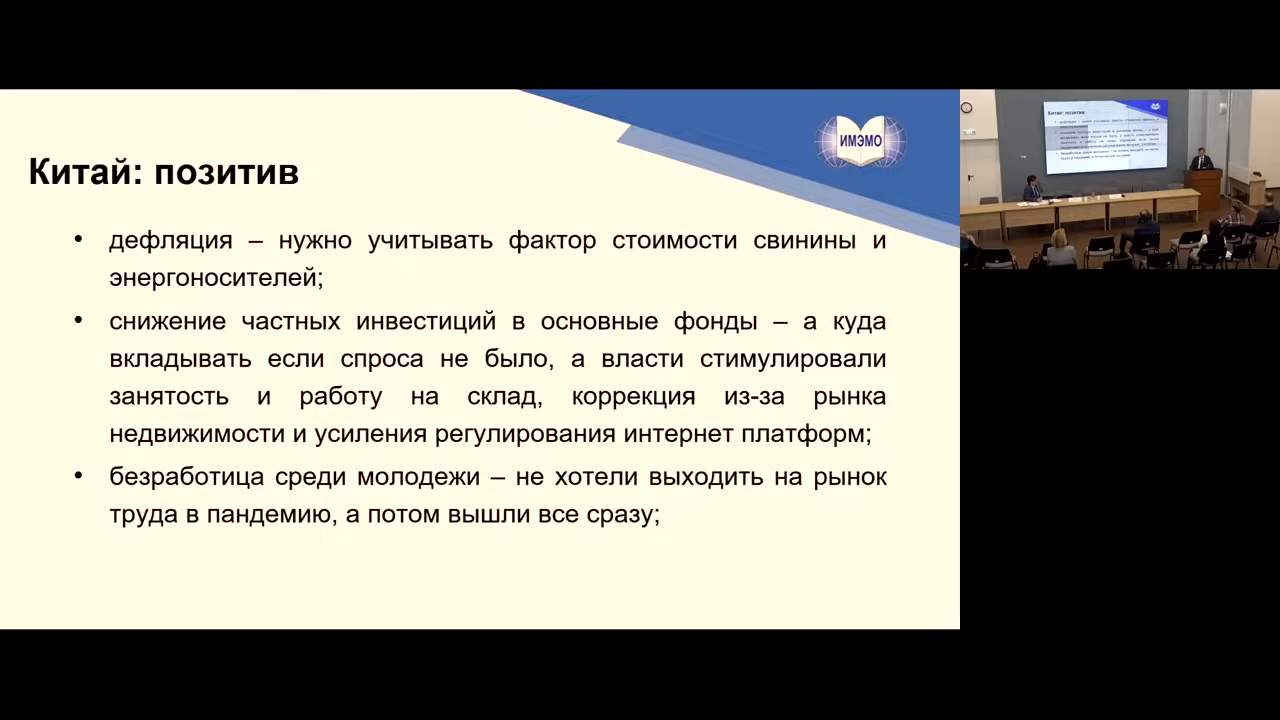 ИМЭМО
Китай: позитив
• дефляция – нужно учитывать фактор стоимости свинины и
энергоносителей;
• снижение частных инвестиций в основные фонды – а куда
вкладывать если спроса не было, а власти стимулировали
занятость и работу на склад, коррекция из-за рынка
недвижимости и усиления регулирования интернет платформ;
• безработица среди молодежи – не хотели выходить на рынок
труда в пандемию, а потом вышли все сразу;
Китай: позитив